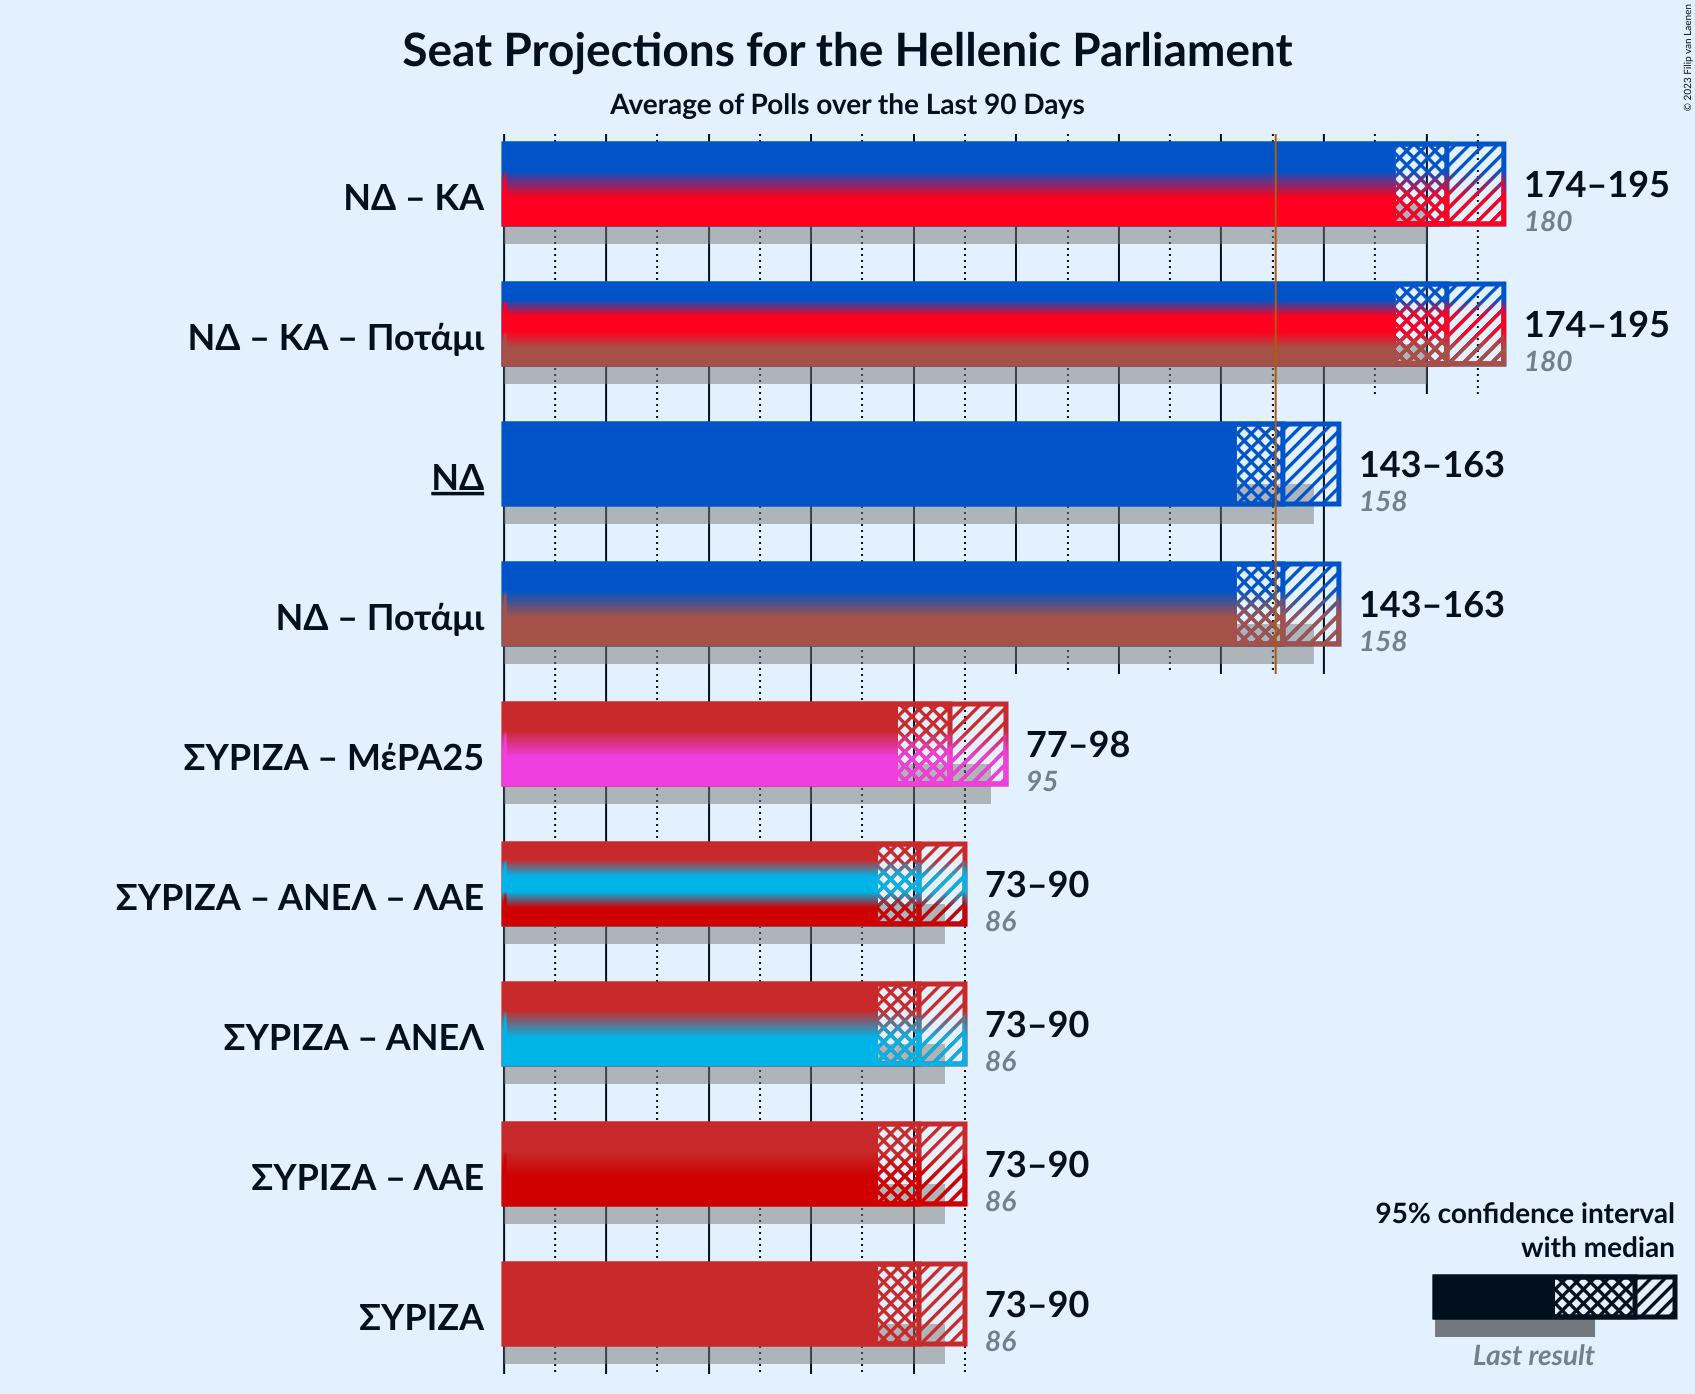 Seat Projections for the Hellenic Parliament
Average of Polls over the Last 90 Days
© 2023 Filip van Laenen
ΝΔ – ΚΑ
174–195
180
ΝΔ – ΚΑ – Ποτάμι
174–195
180
ΝΔ
143–163
158
ΝΔ – Ποτάμι
143–163
158
ΣΥΡΙΖΑ – ΜέΡΑ25
77–98
95
ΣΥΡΙΖΑ – ΑΝΕΛ – ΛΑΕ
73–90
86
ΣΥΡΙΖΑ – ΑΝΕΛ
73–90
86
ΣΥΡΙΖΑ – ΛΑΕ
73–90
86
ΣΥΡΙΖΑ
73–90
86
95% confidence interval
with median
Last result